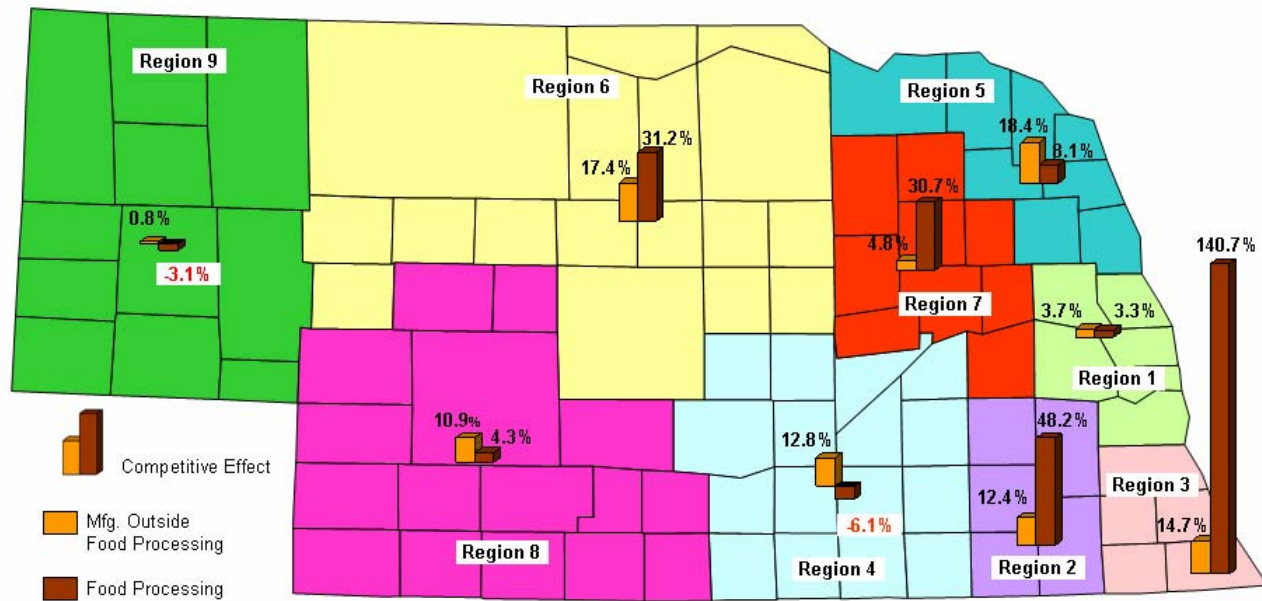 Region 9
Region 6
Region 5
18.4%
8.1%
31.2%
17.4%
30.7%
4.8%
0.8%
-3.1%
Region 7
140.7%
3.7%
3.3%
Region 1
10.9%
4.3%
12.8%
-6.1%
48.2%
12.4%
Region 3
14.7%
Region 8
Region 4
Region 2
Competitive Effect
Mfg. Outside
Food Processing
Food Processing